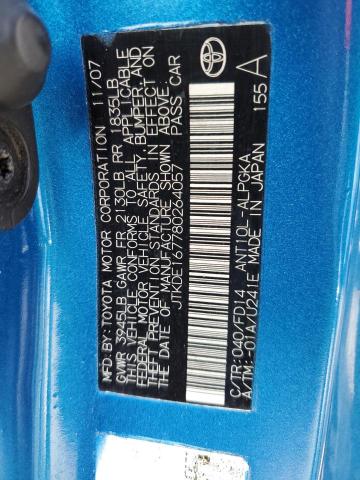 MFD. BY: TOYOTA MOTOR CORPORATION 11/07
GVWR 3945LB GAWR FR 2130LB RR 1835LB
THIS VEHICLE CONFORMS TO ALL APPLICABLE
FEDERAL MOTOR VEHICLE SAFETY, BUMPER, AND
THEFT PREVENTION STANDARDS IN EFFECT ON
THE DATE OF MANUFACTURE SHOWN ABOVE.
JTKDE167780264057 PASS CAR
C/TR: 040/FD14 ANT10L-ALPGKA A
A/TM: -01A/U241E MADE IN JAPAN 155